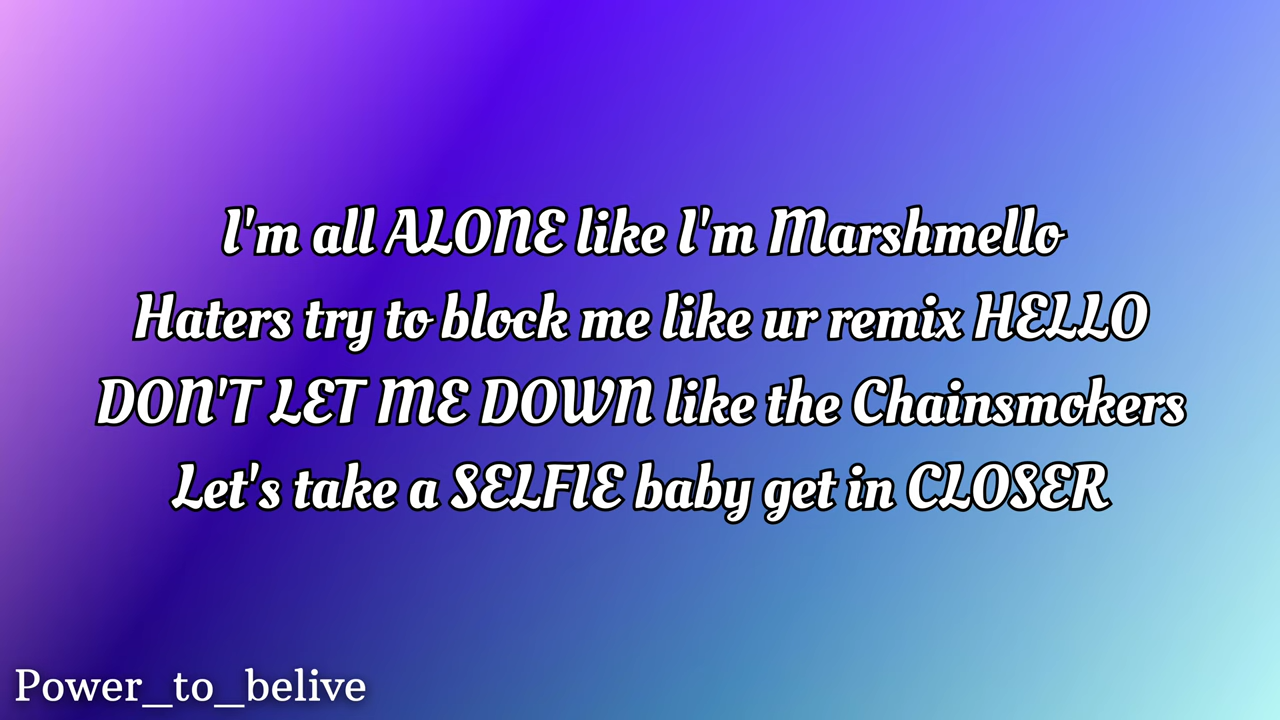 I'm all ALONE like I'm Marshmello
Haters try to block me like ur remix HELLO
DON'T LET ME DOWN like the Chainsmokers
Let's take a SELFIE baby get in CLOSER
Power_to_belive